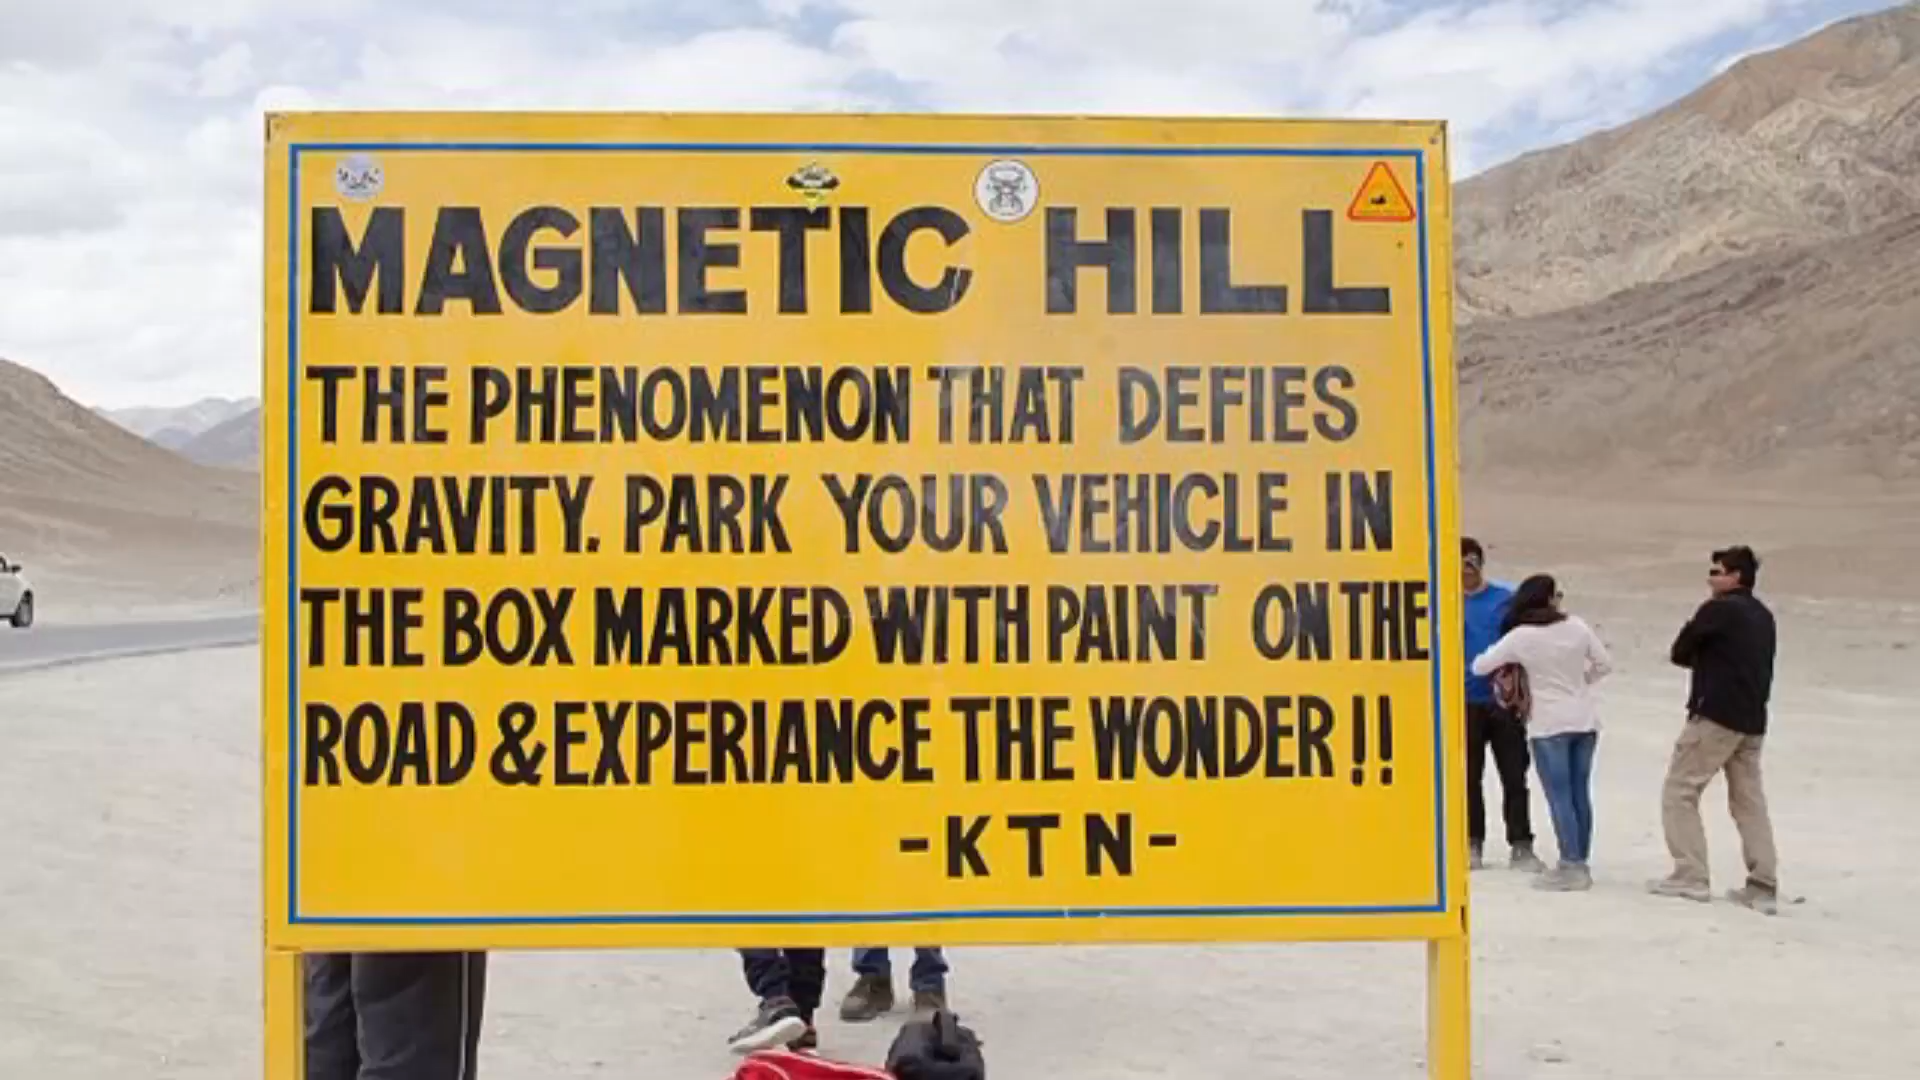 MAGNETIC HILL
THE PHENOMENON THAT DEFIES
GRAVITY. PARK YOUR VEHICLE IN
THE BOX MARKED WITH PAINT ON THE
ROAD & EXPERIANCE THE WONDER !!
-KTN-